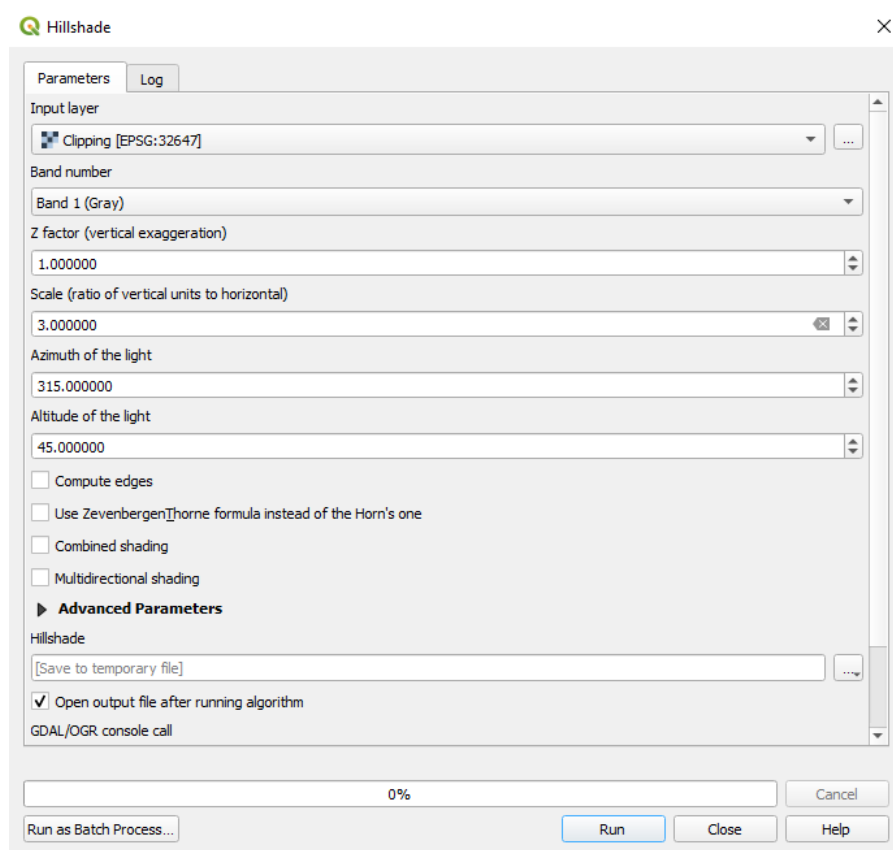 Hillshade
Parameters
Log
Input layer
Clipping [EPSG:32647]
...
Band number
Band 1 (Gray)
Z factor (vertical exaggeration)
1.000000
Scale (ratio of vertical units to horizontal)
3.000000
Azimuth of the light
315.000000
Altitude of the light
45.000000
Compute edges
Use ZevenbergenThorne formula instead of the Horn's one
Combined shading
Multidirectional shading
Advanced Parameters
Hillshade
[Save to temporary file]
...
Open output file after running algorithm
GDAL/OGR console call
0%
Cancel
Run as Batch Process...
Run
Close
Help